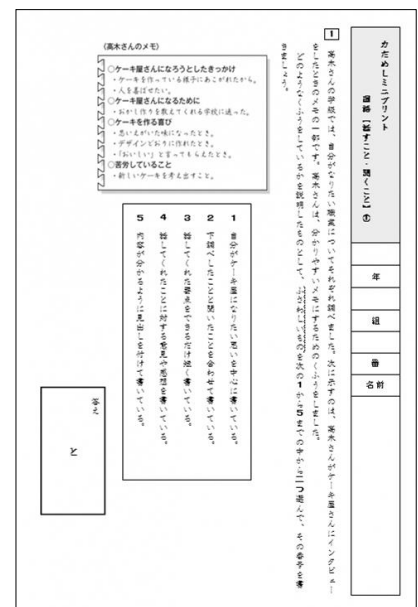 かだめしミニプリント
国語【話すこと・聞くこと】①
年
組
番
名前
1
高木さんの学級では、自分がなりたい職業についてそれぞれ調べました。次に示すのは、高木さんがケーキ屋さんにインタビュー
をしたときのメモの一部です。高木さんは、分かりやすいメモにするためのくふうをしました。
どのようなくふうをしているかを説明したものとして、ふさわしいものを次の1から5までの中から二つ選んで、その番号を書
きましょう。
〈高木さんのメモ〉
○ケーキ屋さんになろうとしたきっかけ
・ケーキを作っている様子にあこがれたから。
・人を喜ばせたい。
○ケーキ屋さんになるために
・おかし作りを教えてくれる学校に通った。
○ケーキを作る喜び
・思いえがいた味になったとき。
・デザインどおりに作れたとき。
・「おいしい」と言ってもらえたとき。
○苦労していること
・新しいケーキを考え出すこと。
1 自分がケーキ屋になりたい思いを中心に書いている。
2 下調べしたことと聞いたことを合わせて書いている。
3 話してくれた要点をできるだけ短く書いている。
4 話してくれたことに対する意見や感想を書いている。
5 内容が分かるように見出しを付けて書いている。
答え
と